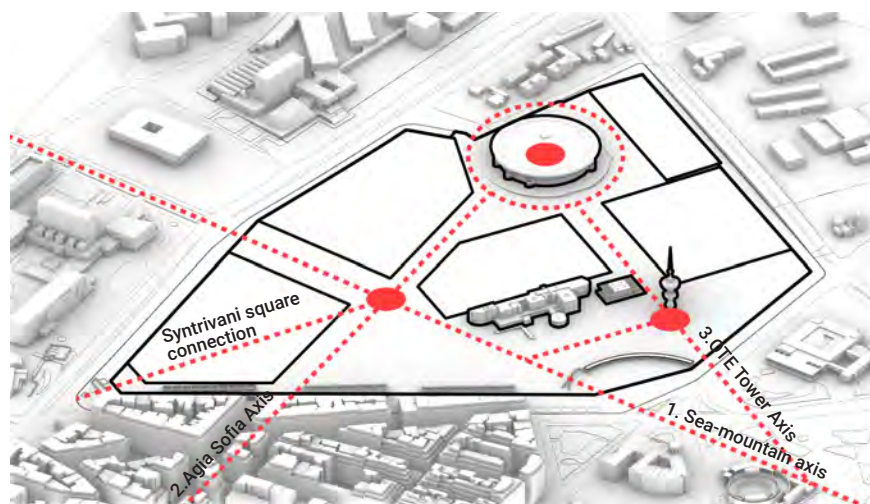 Syntrivani square
connection
2.Agia Sofia Axis
3.OTE Tower Axis
1. Sea-mountain axis